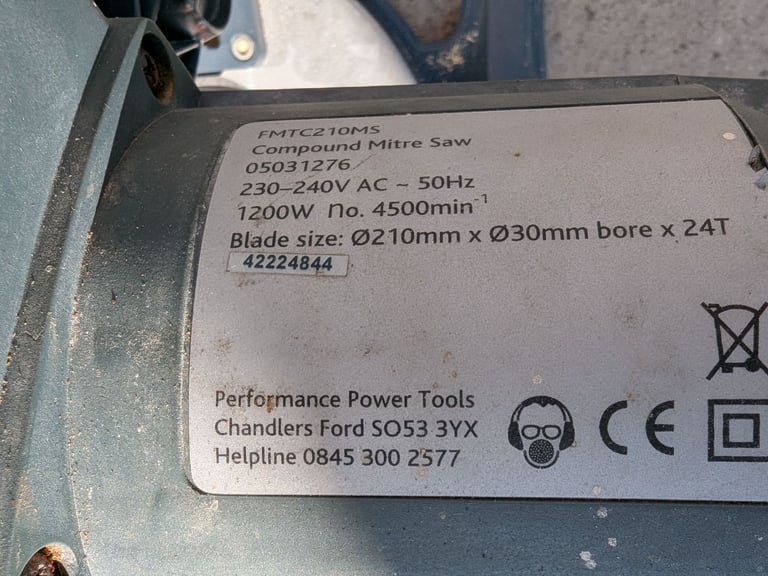 FMTC210MS
Compound Mitre Saw
05031276
230–240V AC ~ 50Hz
1200W no. 4500min⁻¹
Blade size: Ø210mm x Ø30mm bore x 24T
42224844
Performance Power Tools
Chandlers Ford SO53 3YX
Helpline 0845 300 2577
CE